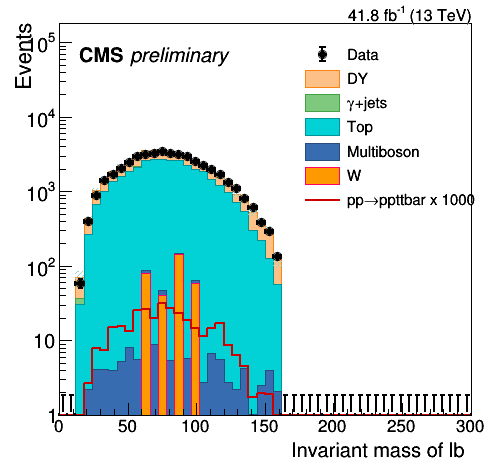 41.8 fb⁻¹ (13 TeV)
Events
CMS preliminary
Data
DY
γ+jets
Top
Multiboson
W
pp→ppttbar x 1000
10⁵
10⁴
10³
10²
10
1
0 50 100 150 200 250 300
Invariant mass of lb